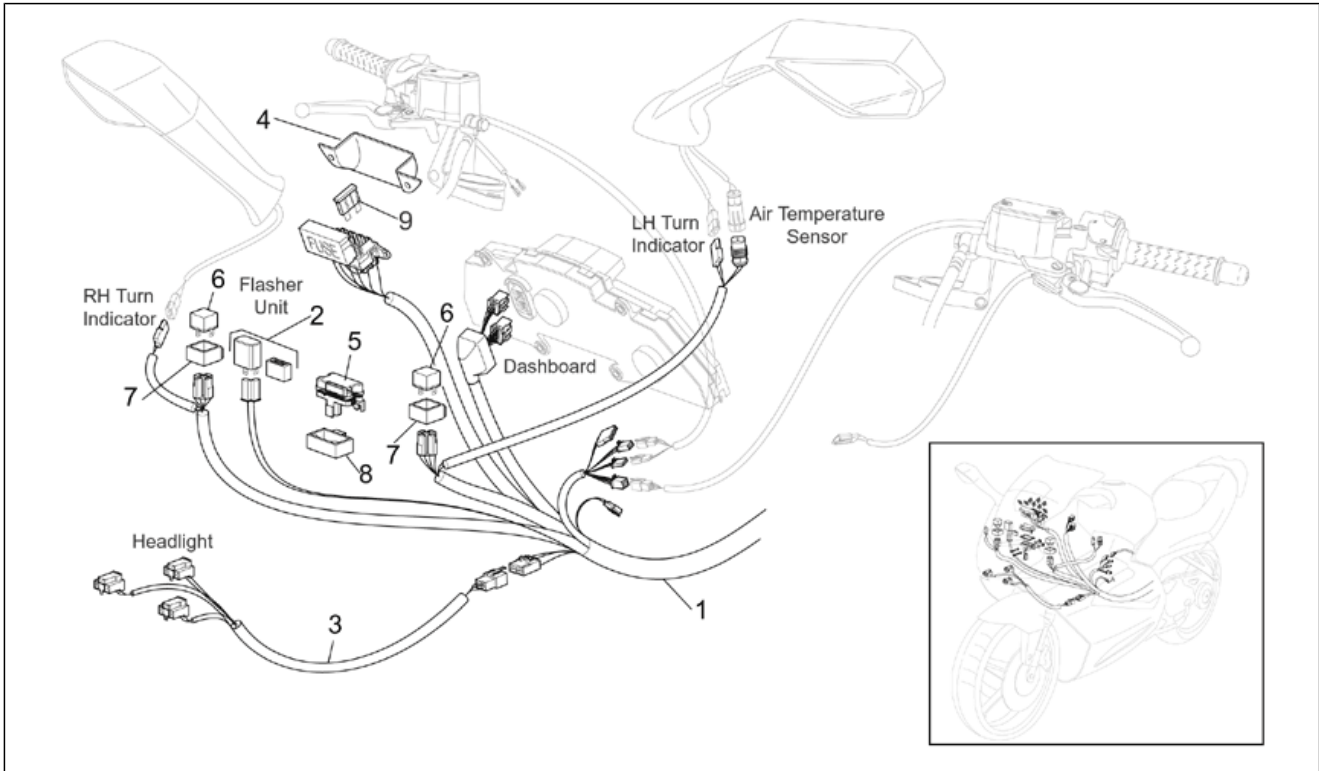 4
9
FUSE
LH Turn
Indicator
Air Temperature
Sensor
6
Flasher
Unit
RH Turn
Indicator
2
6
5
Dashboard
7
7
8
Headlight
1
3